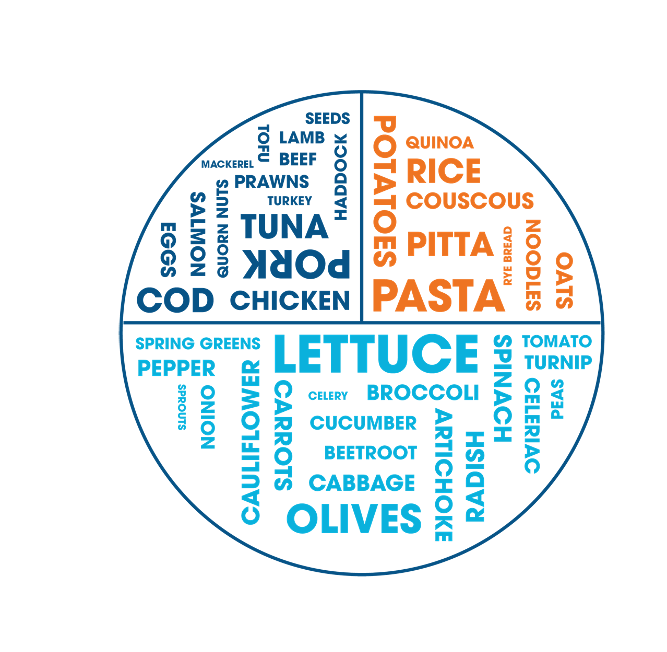 SEEDS
TOFU
LAMB
MACKEREL
BEEF
HADDOCK
PRAWNS
TURKEY
EGGS
SALMON
QUORN NUTS
TUNA
PORK
COD
CHICKEN
POTATOES
QUINOA
RICE
COUSCOUS
PITTA
RYE BREAD
NOODLES
OATS
PASTA
SPRING GREENS
LETTUCE
SPINACH
TOMATO
PEPPER
TURNIP
SPROUTS
ONION
CAULIFLOWER
CARROTS
CELERY
BROCCOLI
CELERIAC
PEAS
CUCUMBER
ARTICHOKE
RADISH
BEETROOT
CABBAGE
OLIVES